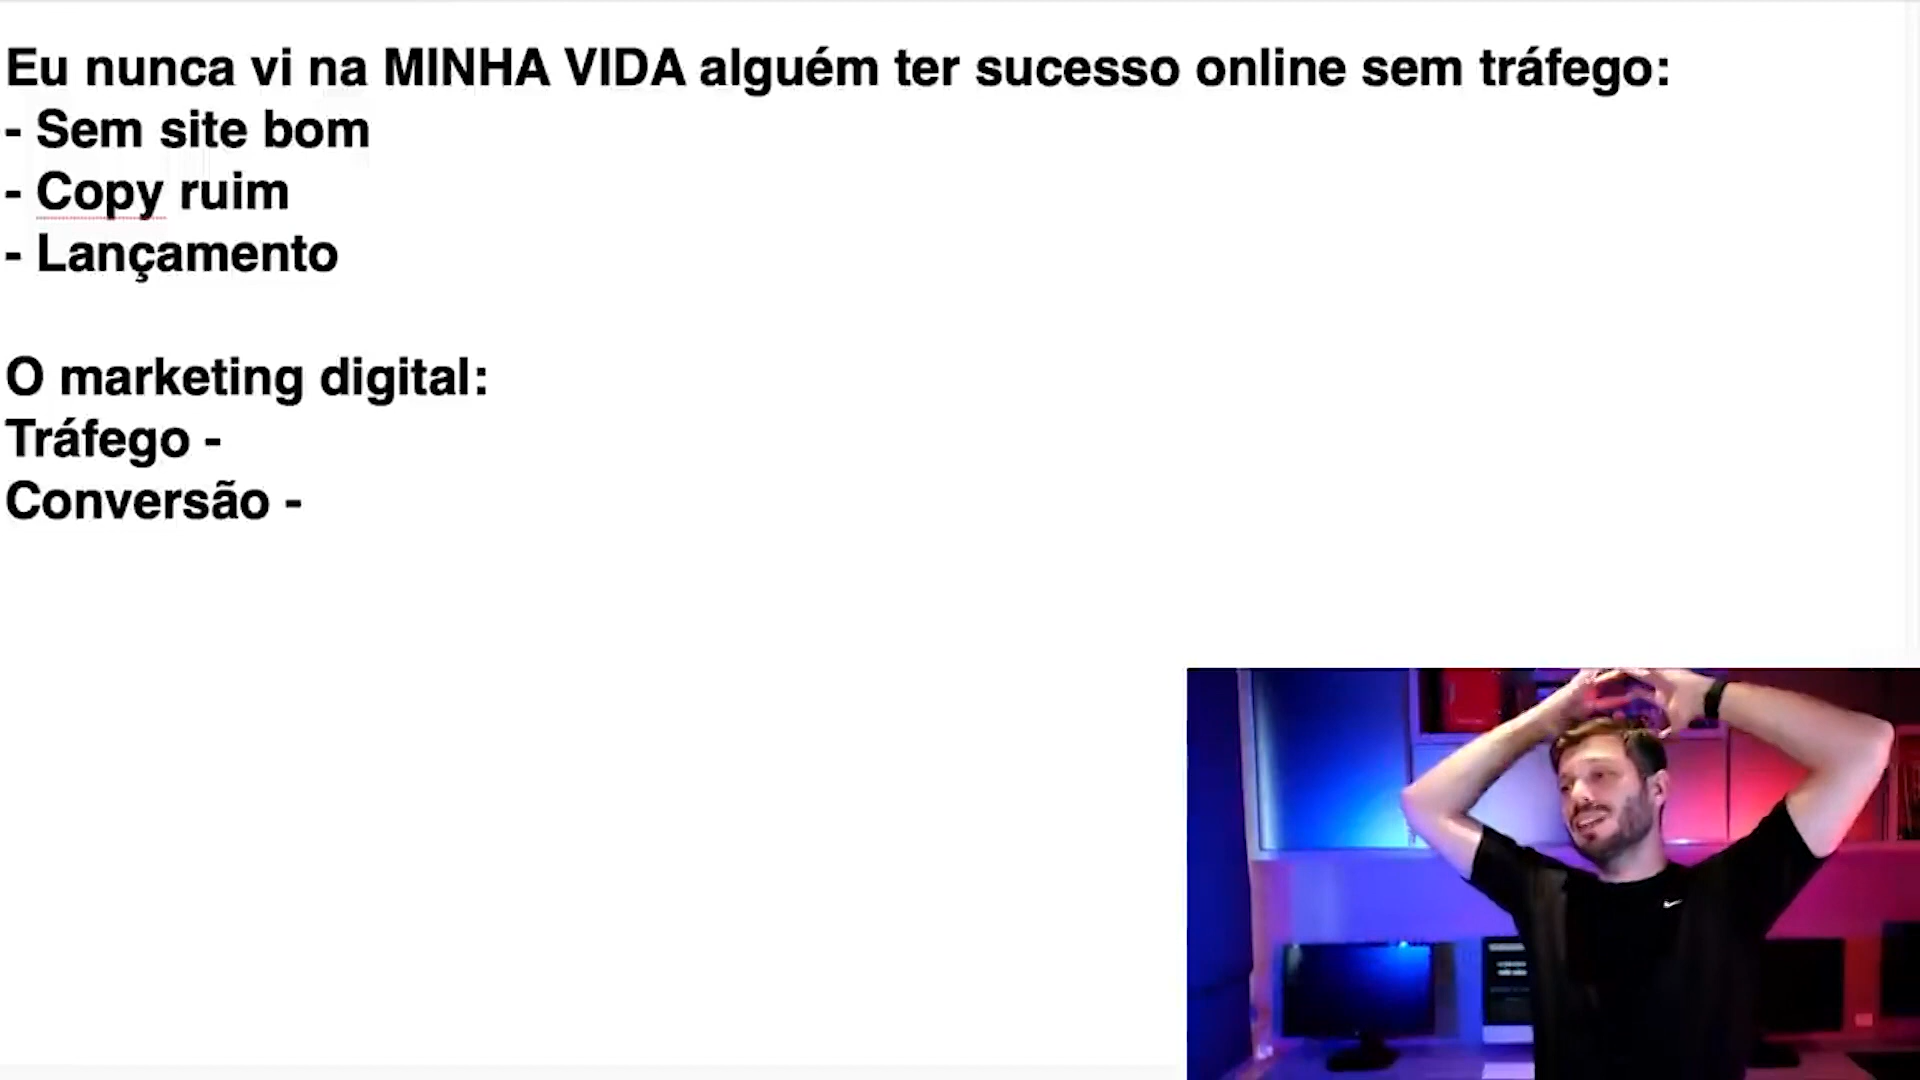 Eu nunca vi na MINHA VIDA alguém ter sucesso online sem tráfego:
- Sem site bom
- Copy ruim
- Lançamento
O marketing digital:
Tráfego -
Conversão -